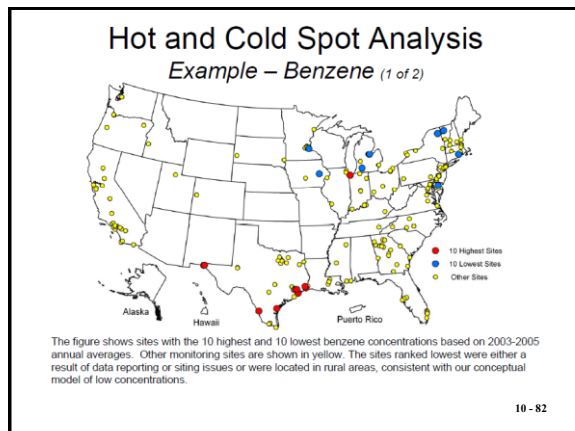 Hot and Cold Spot Analysis
Example – Benzene (1 of 2)
10 Highest Sites
10 Lowest Sites
Other Sites
Alaska
Hawaii
Puerto Rico
The figure shows sites with the 10 highest and 10 lowest benzene concentrations based on 2003-2005
annual averages.  Other monitoring sites are shown in yellow. The sites ranked lowest were either a
result of data reporting or siting issues or were located in rural areas, consistent with our conceptual
model of low concentrations.
10 - 82